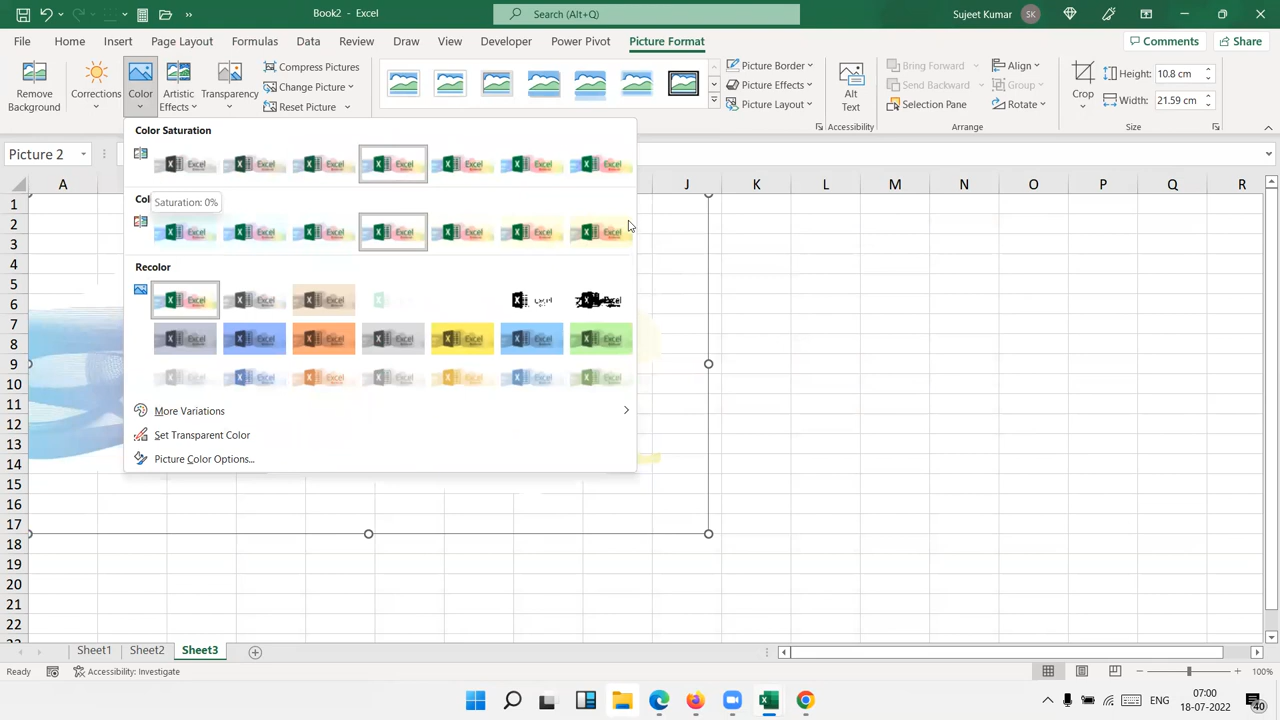 Book2 - Excel
Search (Alt+Q)
Sujeet Kumar
SK
File
Home
Insert
Page Layout
Formulas
Data
Review
View
Draw
Developer
Power Pivot
Picture Format
Comments
Share
Remove Background
Corrections
Color
Artistic Effects
Transparency
Compress Pictures
Change Picture
Reset Picture
Picture Border
Picture Effects
Picture Layout
Alt Text
Accessibility
Bring Forward
Send Backward
Selection Pane
Align
Group
Rotate
Arrange
Crop
Height: 10.8 cm
Width: 21.59 cm
Size
Picture 2
Color Saturation
Saturation: 0%
Recolor
More Variations
Set Transparent Color
Picture Color Options...
A J K L M N O P Q R
1
2
3
4
5
6
7
8
9
10
11
12
13
14
15
16
17
18
19
20
21
22
Sheet1
Sheet2
Sheet3
Ready
Accessibility: Investigate
100%
ENG
07:00
18-07-2022
40